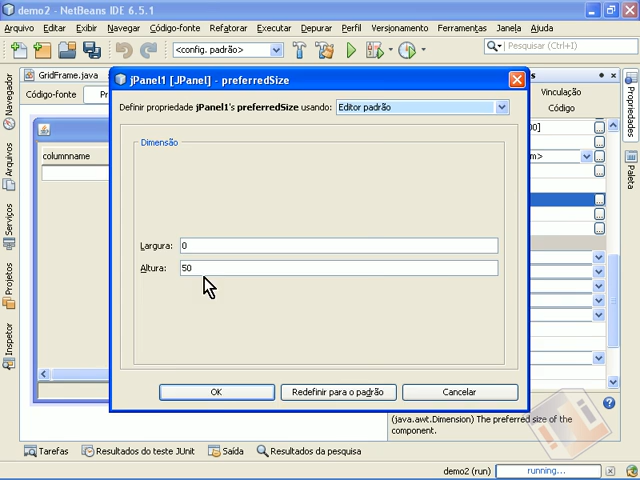 demo2 - NetBeans IDE 6.5.1
Arquivo Editar Exibir Navegar Código-fonte Refatorar Executar Depurar Perfil Versionamento Ferramentas Janela Ajuda
<config. padrão>
Pesquisar (Ctrl+I)
GridFrame.java
Código-fonte
Pr
columnname
Navegador
Arquivos
Serviços
Projetos
Inspetor
jPanel1 [JPanel] - preferredSize
Definir propriedade jPanel1's preferredSize usando: Editor padrão
Dimensão
Largura: 0
Altura: 50
OK Redefinir para o padrão Cancelar
s
Vinculação
Código
00]
m>
...
Propriedades
Paleta
(java.awt.Dimension) The preferred size of the
component.
Tarefas Resultados do teste JUnit Saída Resultados da pesquisa
demo2 (run) running...